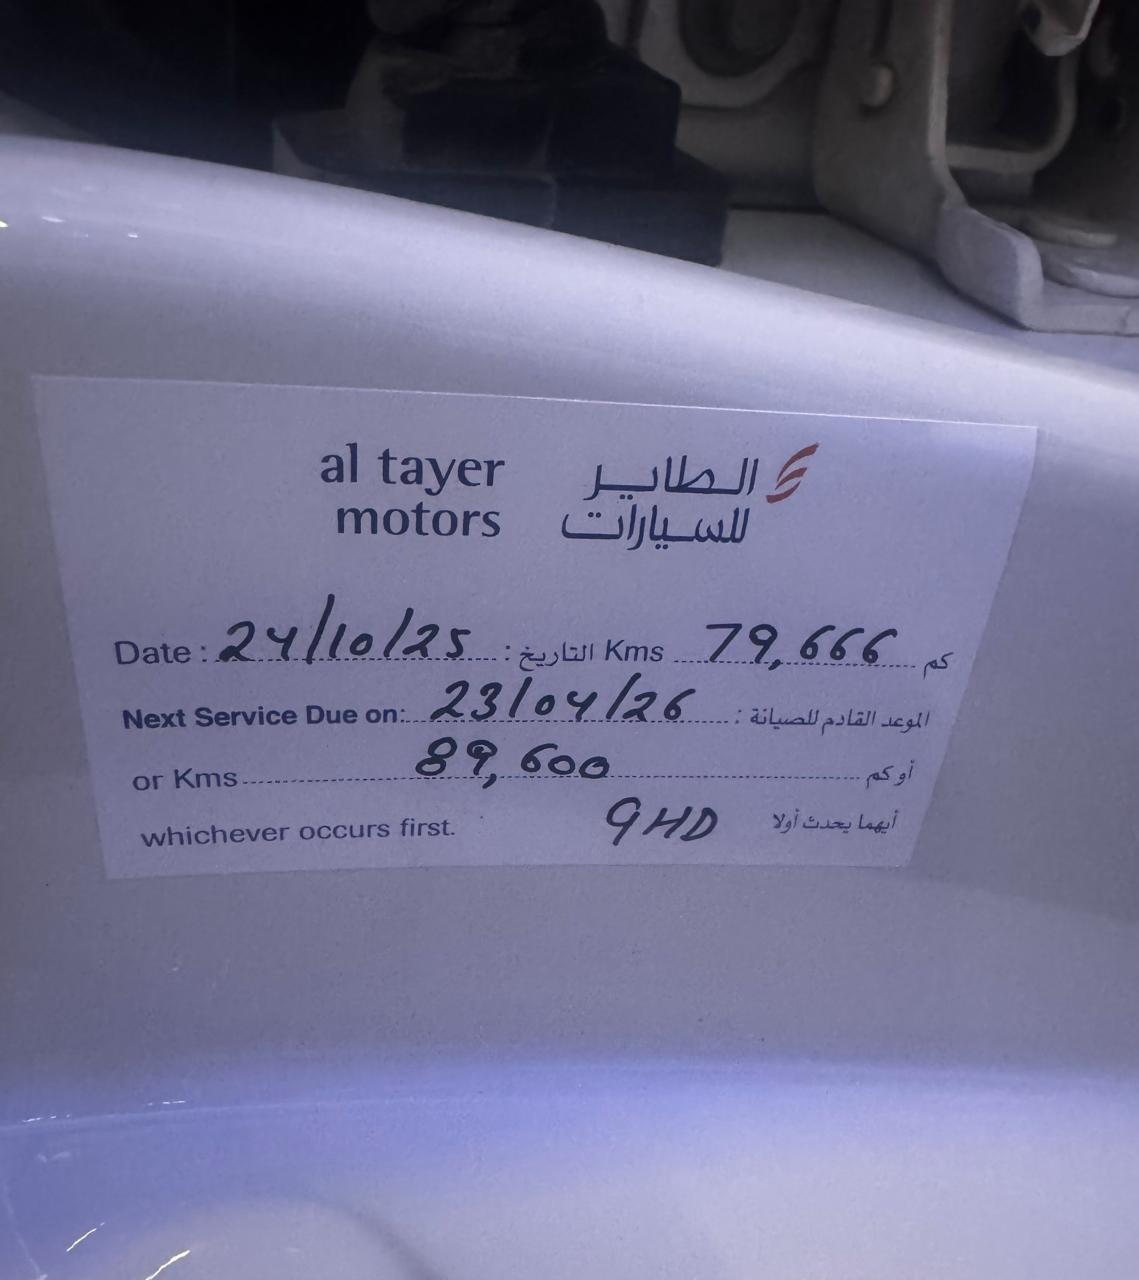 al tayer الطاير
motors للسيارات
Date : 24/10/25 : التاريخ Kms 79,666 كم
Next Service Due on: 23/04/26 : الموعد القادم للصيانة
or Kms 89,600 أو كم
whichever occurs first. 9HD أيهما يحدث أولا